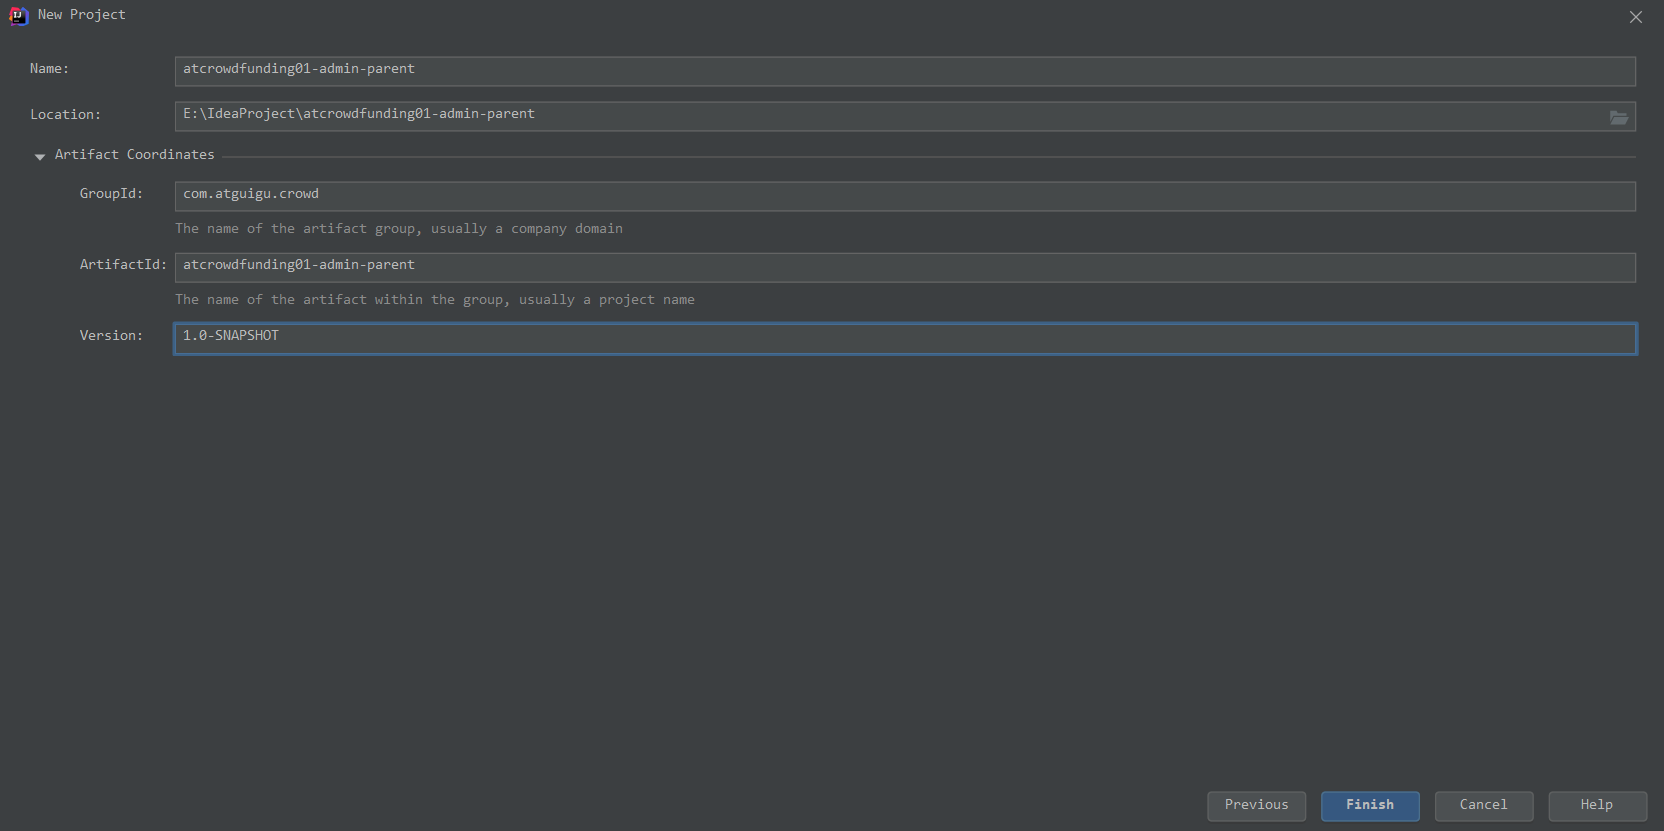 New Project
Name: atcrowdfunding01-admin-parent
Location: E:\IdeaProject\atcrowdfunding01-admin-parent
Artifact Coordinates
GroupId: com.atguigu.crowd
The name of the artifact group, usually a company domain
ArtifactId: atcrowdfunding01-admin-parent
The name of the artifact within the group, usually a project name
Version: 1.0-SNAPSHOT
Previous Finish Cancel Help